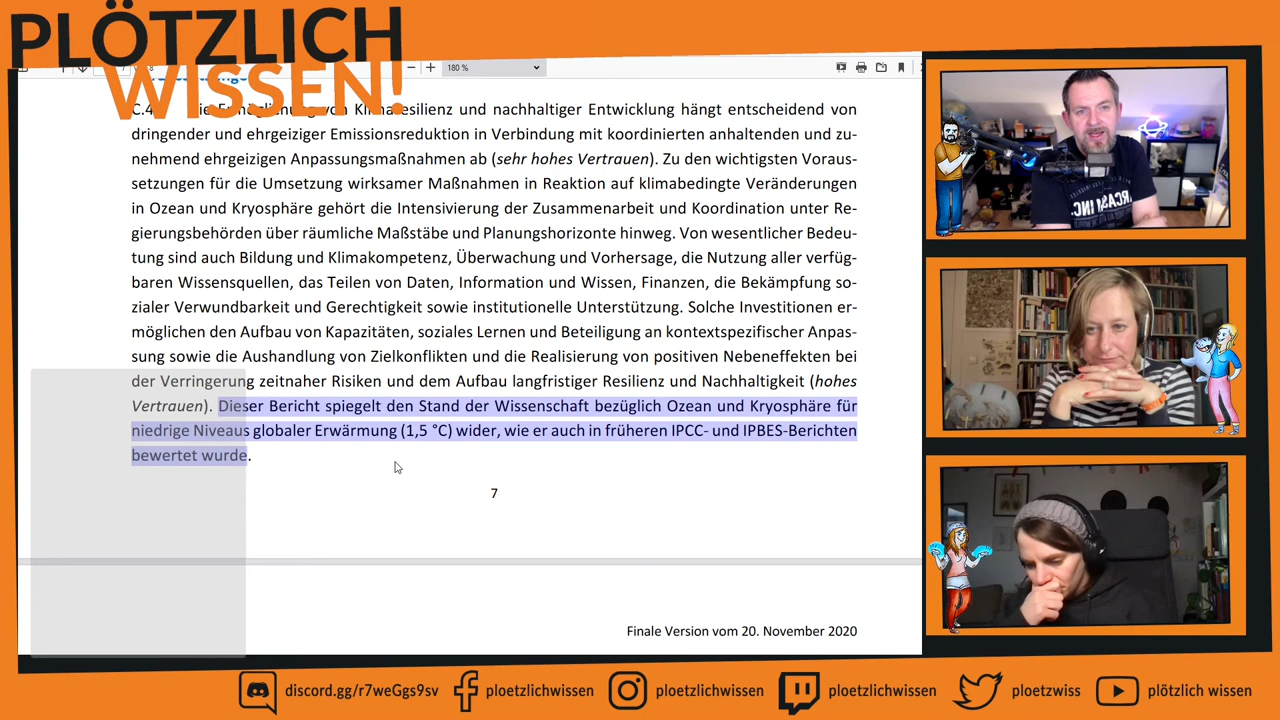 PLÖTZLICH
WISSEN!
180 %
C.4 die Ermöglichung von Klimaresilienz und nachhaltiger Entwicklung hängt entscheidend von
dringender und ehrgeiziger Emissionsreduktion in Verbindung mit koordinierten anhaltenden und zu-
nehmend ehrgeizigen Anpassungsmaßnahmen ab (sehr hohes Vertrauen). Zu den wichtigsten Voraus-
setzungen für die Umsetzung wirksamer Maßnahmen in Reaktion auf klimabedingte Veränderungen
in Ozean und Kryosphäre gehört die Intensivierung der Zusammenarbeit und Koordination unter Re-
gierungsbehörden über räumliche Maßstäbe und Planungshorizonte hinweg. Von wesentlicher Bedeu-
tung sind auch Bildung und Klimakompetenz, Überwachung und Vorhersage, die Nutzung aller verfüg-
baren Wissensquellen, das Teilen von Daten, Information und Wissen, Finanzen, die Bekämpfung so-
zialer Verwundbarkeit und Gerechtigkeit sowie institutionelle Unterstützung. Solche Investitionen er-
möglichen den Aufbau von Kapazitäten, soziales Lernen und Beteiligung an kontextspezifischer Anpas-
sung sowie die Aushandlung von Zielkonflikten und die Realisierung von positiven Nebeneffekten bei
der Verringerung zeitnaher Risiken und dem Aufbau langfristiger Resilienz und Nachhaltigkeit (hohes
Vertrauen). Dieser Bericht spiegelt den Stand der Wissenschaft bezüglich Ozean und Kryosphäre für
niedrige Niveaus globaler Erwärmung (1,5 °C) wider, wie er auch in früheren IPCC- und IPBES-Berichten
bewertet wurde.
7
Finale Version vom 20. November 2020
discord.gg/r7weGgs9sv ploetzlichwissen ploetzlichwissen ploetzlichwissen ploetzwiss plötzlich wissen